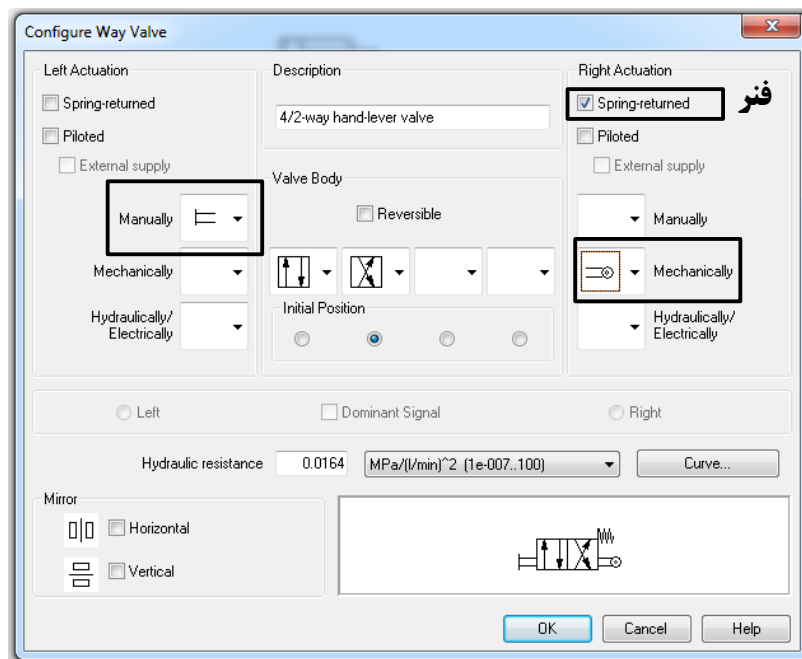 Configure Way Valve
Left Actuation
Spring-returned
Piloted
External supply
Manually
Mechanically
Hydraulically/
Electrically
Description
4/2-way hand-lever valve
Valve Body
Reversible
Initial Position
Right Actuation
Spring-returned
فنر
Piloted
External supply
Manually
Mechanically
Hydraulically/
Electrically
Left
Dominant Signal
Right
Hydraulic resistance 0.0164 MPa/(l/min)^2 (1e-007..100) Curve...
Mirror
Horizontal
Vertical
OK Cancel Help